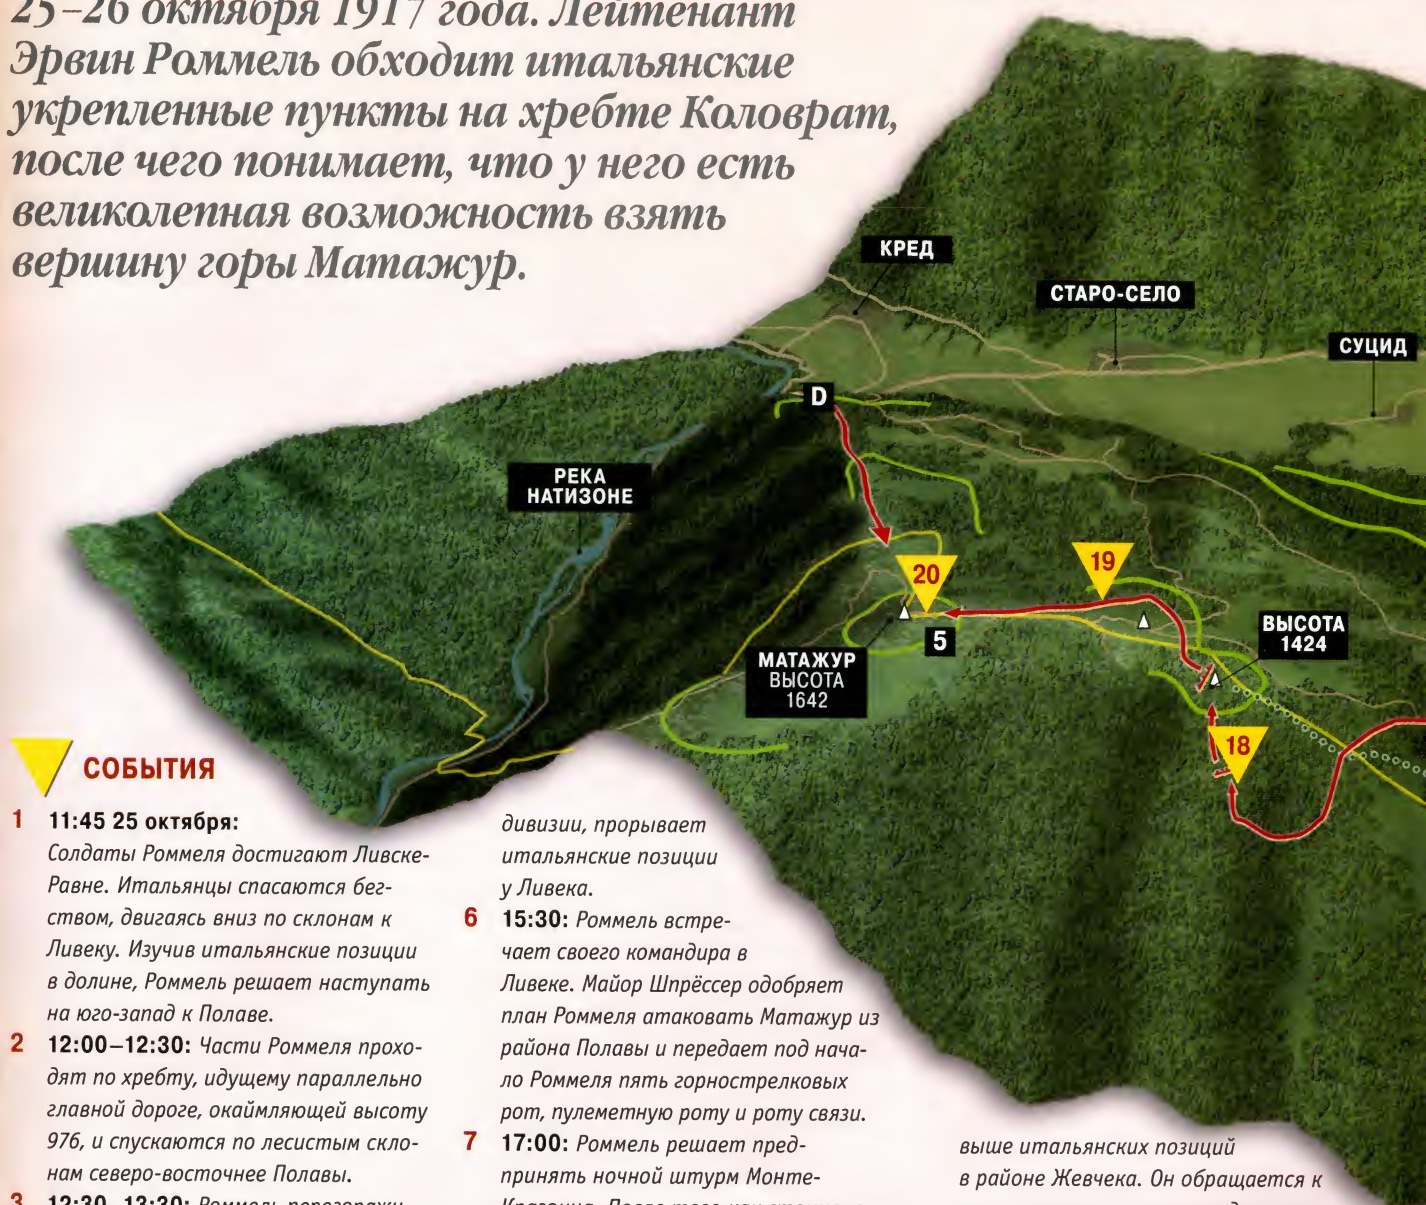 25–26 октября 1917 года. Лейтенант
Эрвин Роммель обходит итальянские
укрепленные пункты на хребте Коловрат,
после чего понимает, что у него есть
великолепная возможность взять
вершину горы Матажур.
КРЕД
СТАРО-СЕЛО
СУЦИД
D
РЕКА
НАТИЗОНЕ
20
19
5
МАТАЖУР
ВЫСОТА
1642
ВЫСОТА
1424
18
СОБЫТИЯ
1 11:45 25 октября:
Солдаты Роммеля достигают Ливске-
Равне. Итальянцы спасаются бег-
ством, двигаясь вниз по склонам к
Ливеку. Изучив итальянские позиции
в долине, Роммель решает наступать
на юго-запад к Полаве.
2 12:00–12:30: Части Роммеля прохо-
дят по хребту, идущему параллельно
главной дороге, окаймляющей высоту
976, и спускаются по лесистым скло-
нам северо-восточнее Полавы.
3 12:30–13:30: Роммель
дивизии, прорывает
итальянские позиции
у Ливека.
6 15:30: Роммель встре-
чает своего командира в
Ливеке. Майор Шпрёссер одобряет
план Роммеля атаковать Матажур из
района Полавы и передает под нача-
ло Роммеля пять горнострелковых
рот, пулеметную роту и роту связи.
7 17:00: Роммель решает пред-
принять ночной штурм Монте-
выше итальянских позиций
в районе Жевчека. Он обращается к